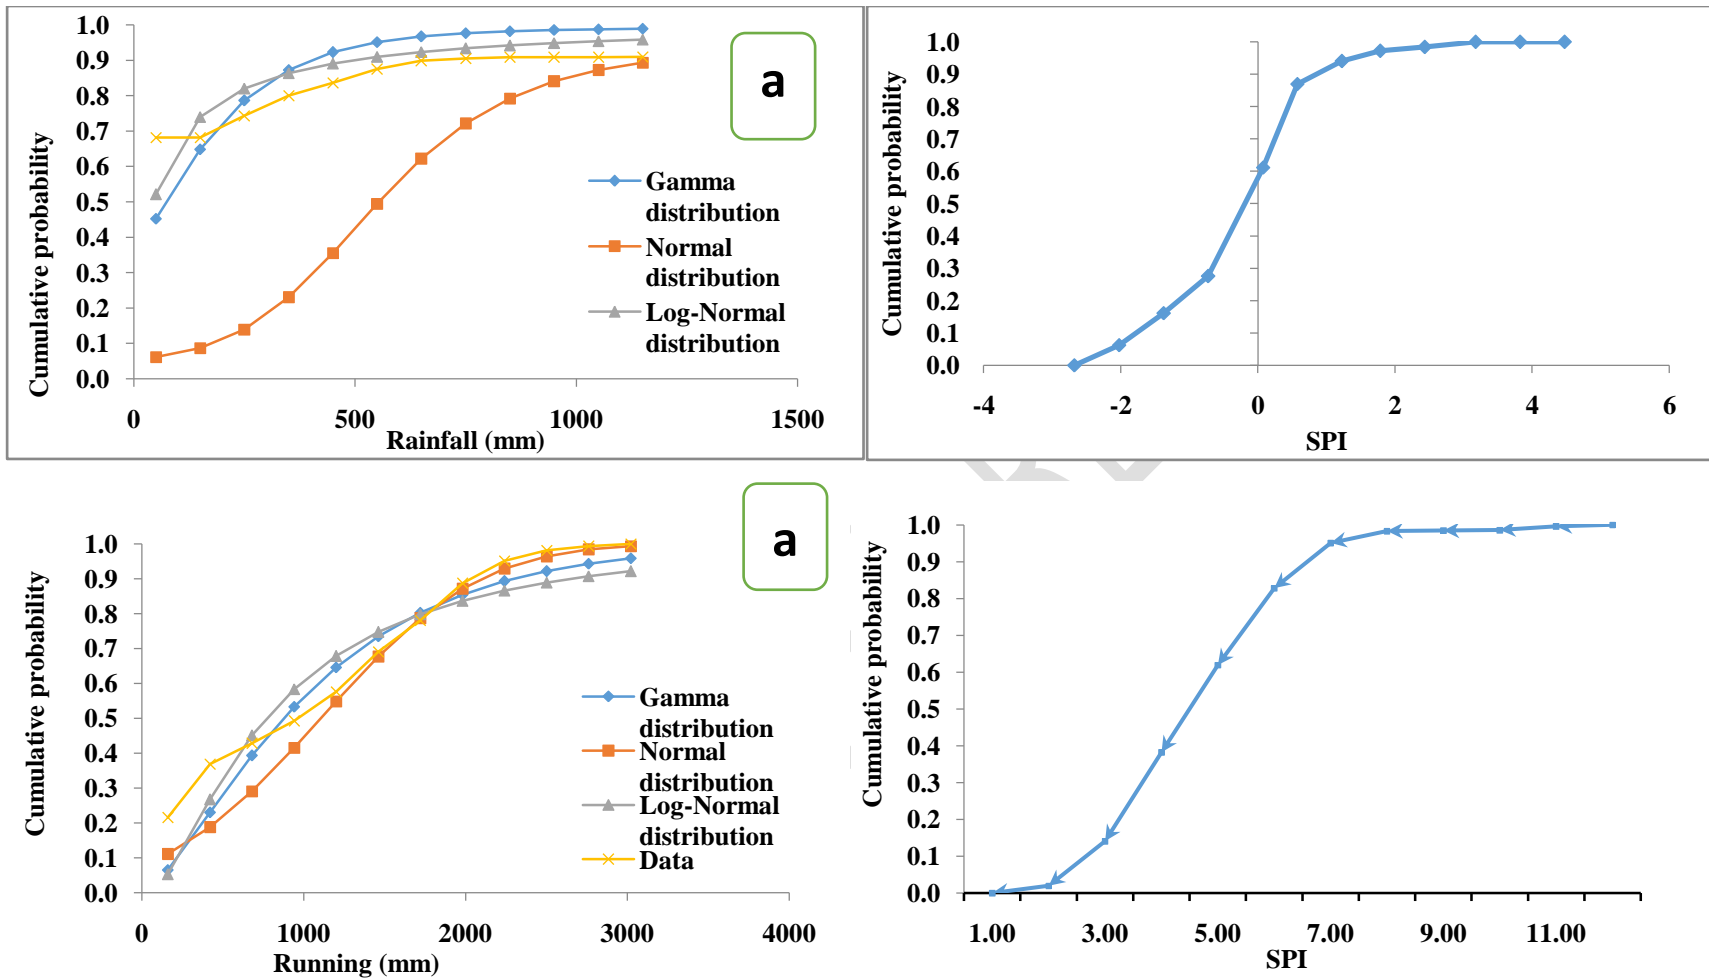 1.0
0.9
0.8
0.7
0.6
0.5
0.4
0.3
0.2
0.1
0.0
Cumulative probability
0 500 1000 1500
Rainfall (mm)
a
Gamma
distribution
Normal
distribution
Log-Normal
distribution
1.0
0.9
0.8
0.7
0.6
0.5
0.4
0.3
0.2
0.1
0.0
Cumulative probability
-4 -2 0 2 4 6
SPI
1.0
0.9
0.8
0.7
0.6
0.5
0.4
0.3
0.2
0.1
0.0
Cumulative probability
0 1000 2000 3000 4000
Running (mm)
a
Gamma
distribution
Normal
distribution
Log-Normal
distribution
Data
1.0
0.9
0.8
0.7
0.6
0.5
0.4
0.3
0.2
0.1
0.0
Cumulative probability
1.00 3.00 5.00 7.00 9.00 11.00
SPI